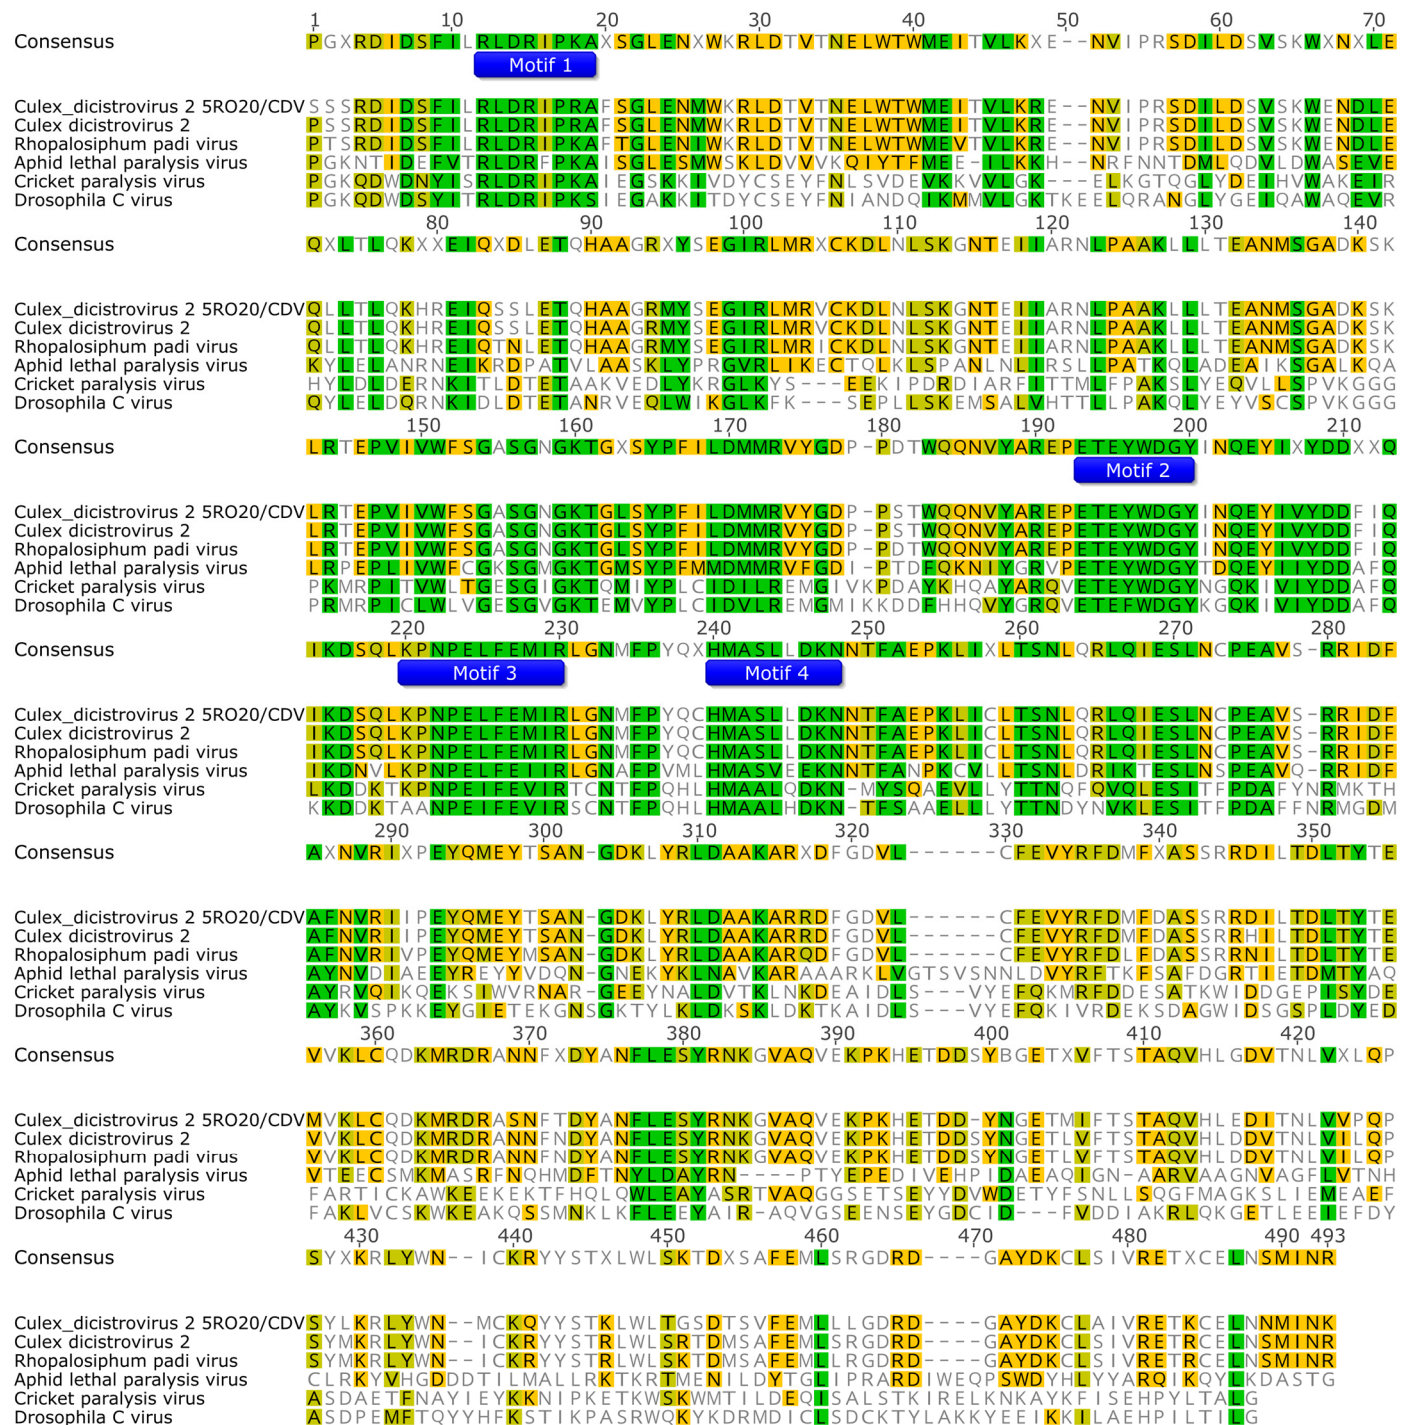 1 10 20 30 40 50 60 70
Consensus PGXRDIDSFILRLDRIPKAXSGLENXWKRLDTVTNELWTWMEITVLKXE--NVIPRSDILDSVSKWXNXLE
Motif 1
Culex_dicistrovirus 2 5RO20/CDV SSSRDIDSFILRLDRIPRAFSGLENMWKRLDTVTNELWTWMEITVLKRE--NVIPRSDILDSVSKWENDLE
Culex dicistrovirus 2 PSSRDIDSFILRLDRIPRAFSGLENMWKRLDTVTNELWTWMEITVLKRE--NVIPRSDILDSVSKWENDLE
Rhopalosiphum padi virus PTSRDIDSFILRLDRIPKAFTGLENIWKRLDTVTNELWTWMEVTVLKRE--NVIPRSDILDSVSKWENDLE
Aphid lethal paralysis virus PGKNTIDEFVTRLDRFPKAISGLESMWSKLDVVVKQIYTFMEE-ILKKH--NRFNNTDMLQDVLDWASEVE
Cricket paralysis virus PGKQDWDNYISRLDRIPKAIEGSKKIVDYCSEYFNLSVDEVKKVVLGK---ELKGTQGLYDEIHVWAKEIR
Drosophila C virus PGKQDWDSYITRLDRIPKSIEGAKKITDYCSEYFNIANDQIKMMVLGKTKEELQRANGLYGEIQAWAQEVR
80 90 100 110 120 130 140
Consensus QXLTLQKXXEIQXDLETQHAAGRXYSEGIRLMRXCKDLNLSKGNTEIIARNLPAAKLLLTEANMSGADKSK
Culex_dicistrovirus 2 5RO20/CDV QLLTLQKHREIQSSLETQHAAGRMYSEGIRLMRVCKDLNLSKGNTEIIARNLPAAKLLLTEANMSGADKSK
Culex dicistrovirus 2 QLLTLQKHREIQSSLETQHAAGRMYSEGIRLMRVCKDLNLSKGNTEIIARNLPAAKLLLTEANMSGADKSK
Rhopalosiphum padi virus QLLTLQKHREIQTNLETQHAAGRMYSEGIRLMRICKDLNLSKGNTEIIARNLPAAKLLLTEANMSGADKSK
Aphid lethal paralysis virus KYLELANRNEIKRDPATVLAASKLYPRGVRLIKECTQLKLSPANLNLIRSLLPATKQLADEAIKSGALKQA
Cricket paralysis virus HYLDLDERNKITLDTETAAKVEDLYKRGLKYS---EEKIPDRDIARFITTMLFPAKSLYEQVLLSPVKGGG
Drosophila C virus QYLELDQRNKIDLDTETANRVEQLWIKGLKFK---SEPLLSKEMSALVHTTLLPAKQLYEYVSCSPVKGGG
150 160 170 180 190 200 210
Consensus LRTEPVIVWFSGASGNGKTGXSYPFILDMMRVYGDP-PDTWQQNVYAREPETEYWDGYINQEYIXYDDXXQ
Motif 2
Culex_dicistrovirus 2 5RO20/CDV LRTEPVIVWFSGASGNGKTGLSYPFILDMMRVYGDP-PSTWQQNVYAREPETEYWDGYINQEYIVYDDFIQ
Culex dicistrovirus 2 LRTEPVIVWFSGASGNGKTGLSYPFILDMMRVYGDP-PSTWQQNVYAREPETEYWDGYINQEYIVYDDFIQ
Rhopalosiphum padi virus LRTEPVIVWFSGASGNGKTGLSYPFILDMMRVYGDP-PDTWQQNVYAREPETEYWDGYINQEYIVYDDFIQ
Aphid lethal paralysis virus LRPEPLIVWFCGKSGMGKTGMSYPFMMDMMRVFGDI-PTDFQKNIYGRVPETEYWDGYTDQEYIIYDDAFQ
Cricket paralysis virus PKMRPITVWLTGESGIGKTQMIYPLCIDILREMGIVKPDAYKHQAYARQVETEYWDGYNGQKIVIYDDAFQ
Drosophila C virus PRMRPICLWLVGESGVGKTEMVYPLCIDVLREMGMIKKDDFHHQVYGRQVETEFWDGYKGQKIVIYDDAFQ
220 230 240 250 260 270 280
Consensus IKDSQLKPNPELFEMIRLGNMFPYQXHMASLLDKNNTFAEPKLIXLTSNLQRLQIESLNCPEAVS-RRIDF
Motif 3 Motif 4
Culex_dicistrovirus 2 5RO20/CDV IKDSQLKPNPELFEMIRLGNMFPYQCHMASLLDKNNTFAEPKLICLTSNLQRLQIESLNCPEAVS-RRIDF
Culex dicistrovirus 2 IKDSQLKPNPELFEMIRLGNMFPYQCHMASLLDKNNTFAEPKLICLTSNLQRLQIESLNCPEAVS-RRIDF
Rhopalosiphum padi virus IKDSQLKPNPELFEMIRLGNMFPYQCHMASLLDKNNTFAEPKLICLTSNLQRLQIESLNCPEAVS-RRIDF
Aphid lethal paralysis virus IKDNVLKPNPELFEIIRLGNAFPVMLHMASVEEKNNTFANPKCVLLTSNLDRIKTESLNSPEAVQ-RRIDF
Cricket paralysis virus LKDDKTKPNPEIFEVIRTCNTFPQHLHMAALQDKN-MYSQAEVLLYTTNQFQVQLESITFPDAFYNRMKTH
Drosophila C virus KKDDKTAANPEIFEVIRSCNTFPQHLHMAALHDKN-TFSAAELLLYTTNDYNVKLESITFPDAFFNRMGDM
290 300 310 320 330 340 350
Consensus AXNVRIXPEYQMEYTSAN-GDKLYRLDAAKARXDFGDVL------CFEVYRFDMFXASSRRDILTDLTYTE
Culex_dicistrovirus 2 5RO20/CDV AFNVRIIPEYQMEYTSAN-GDKLYRLDAAKARRDFGDVL------CFEVYRFDMFDASSRRDILTDLTYTE
Culex dicistrovirus 2 AFNVRIIPEYQMEYTSAN-GDKLYRLDAAKARRDFGDVL------CFEVYRFDMFDASSRRHILTDLTYTE
Rhopalosiphum padi virus AFNVRIVPEYQMEYMSAN-GDKLYRLDAAKARQDFGDVL------CFEVYRFDLFDASSRRNILTDLTYTE
Aphid lethal paralysis virus AYNVDIAEEYREYYVDQN-GNEKYKLNAVKARAAARKLVGTSVSNNLDVYRFTKFSAFDGRTIETDMTYAQ
Cricket paralysis virus AYRVQIKQEKSIWVRNAR-GEEYNALDVTKLNKDEAIDLS---VYEFQKMRFDDESATKWIDDGEPISYDE
Drosophila C virus AYKVSPKKEYGIETEKGNSGKTYLKLDKSKLDKTKAIDLS---VYEFQKIVRDEKSDAGWIDSGSPLDYED
360 370 380 390 400 410 420
Consensus VVKLCQDKMRDRANNFXDYANFLESYRNKGVAQVEKPKHETDDSYBGETXVFTSTAQVHLGDVTNLVXLQP
Culex_dicistrovirus 2 5RO20/CDV MVKLCQDKMRDRASNFTDYANFLESYRNKGVAQVEKPKHETDD-YNGETMIFTSTAQVHLEDITNLVVPQP
Culex dicistrovirus 2 VVKLCQDKMRDRANNFNDYANFLESYRNKGVAQVEKPKHETDDSYNGETLVFTSTAQVHLDDVTNLVILQP
Rhopalosiphum padi virus VVKLCQDKMRDRANNFNDYANFLESYRNKGVAQVEKPKHETDDSYNGETLVFTSTAQVHLDDVTNLVILQP
Aphid lethal paralysis virus VTEECSMKMASRFNQHMDFTNYLDAYRN----PTYEPEDIVEHPIDAEAQIGN-AARVAAGNVAGFLVTNH
Cricket paralysis virus FARTICKAWKEEKEKTFHQLQWLEAYASRTVAQGGSETSEYYDVWDETYFSNLLSQGFMAGKSLIEMEAEF
Drosophila C virus FAKLVCSKWKEAKQSSMNKLKFLEEYAIR-AQVGSEENSEYGDCID---FVDDIAKRLQKGETLEEIEFDY
430 440 450 460 470 480 490 493
Consensus SYXKRLYWN--ICKRYYSTXLWLSKTDXSAFEMLSRGDRD----GAYDKCLSIVRETXCELNSMINR
Culex_dicistrovirus 2 5RO20/CDV SYLKRLYWN--MCKQYYSTKLWLTGSDTSVFEMLLLGDRD----GAYDKCLAIVRETKCELNNMINK
Culex dicistrovirus 2 SYMKRLYWN--ICKRYYSTRLWLSRTDMSAFEMLSRGDRD----GAYDKCLSIVRETRCELNSMINR
Rhopalosiphum padi virus SYMKRLYWN--ICKRYYSTRLWLSKTDMSAFEMLLRGDRD----GAYDKCLSIVRETRCELNSMINR
Aphid lethal paralysis virus CLRKYVHGDDDTILMALLRKTKRTMENILDYTGLIPRARDIWEQPSWDYHLYYARQIKQYLKDASTG
Cricket paralysis virus ASDAETFNAYIEYKKNIPKETKWSKWMTILDEQISALSTKIRELKNKAYKFISEHPYLTALG
Drosophila C virus ASDPEMFTQYYHFKSTIKPASRWQKYKDRMDICLSDCKTYLAKKYEEIKKILAEHPILTILG